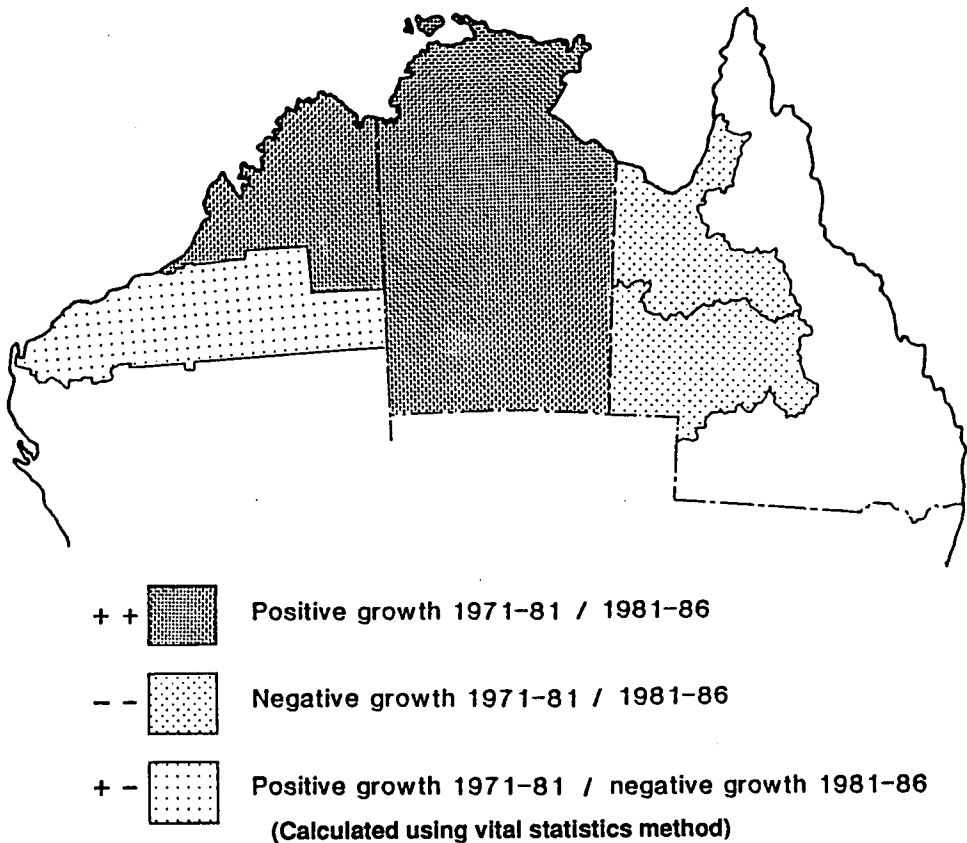 + + Positive growth 1971-81 / 1981-86
- - Negative growth 1971-81 / 1981-86
+ - Positive growth 1971-81 / negative growth 1981-86
(Calculated using vital statistics method)